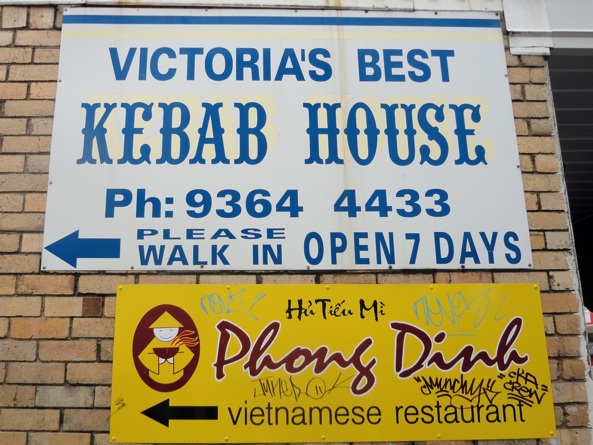 VICTORIA'S BEST
KEBAB HOUSE
Ph: 9364 4433
PLEASE
WALK IN OPEN 7 DAYS
Hủ Tiếu Mì
Phong Dinh
vietnamese restaurant